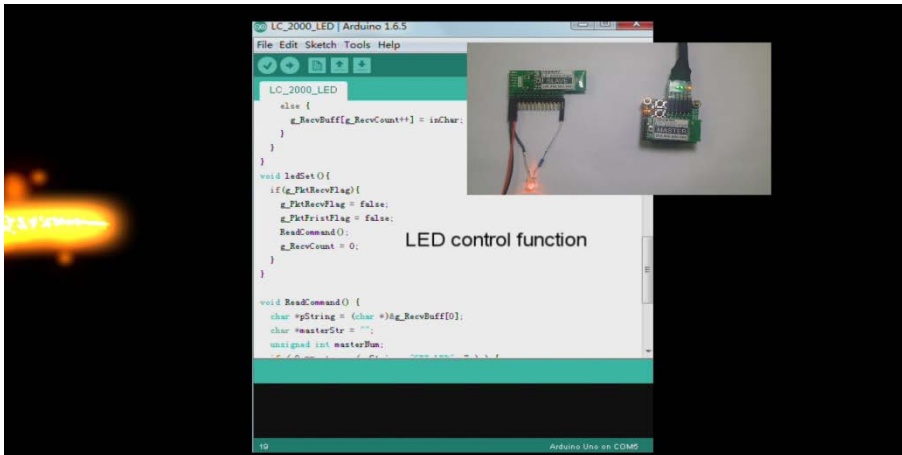 LC_2000_LED | Arduino 1.6.5
File Edit Sketch Tools Help
LC_2000_LED
else {
g_RecvBuff[g_RecvCount++] = inChar;
}
}
}
void ledSet(){
if(g_PktRecvFlag){
g_PktRecvFlag = false;
g_PktFristFlag = false;
ReadCommand();
g_RecvCount = 0;
}
}
void ReadCommand() {
char *pString = (char *)&g_RecvBuff[0];
char *masterStr = "";
unsigned int masterNum;
MASTER
LED control function
19
Arduino Uno on COM5